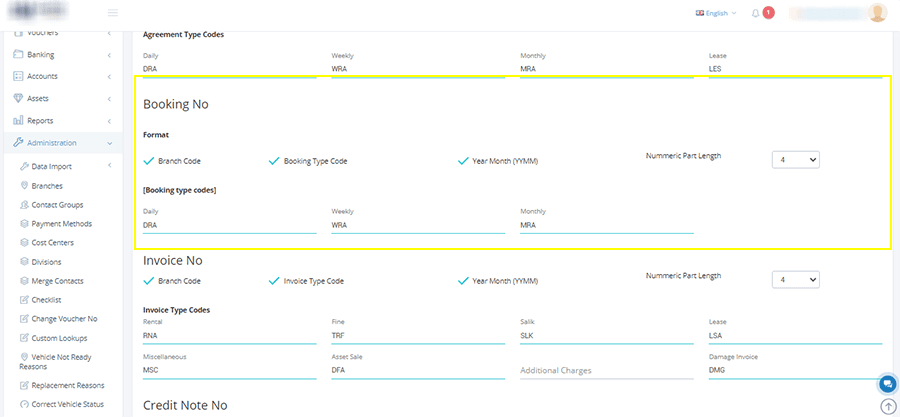 English
1
Vouchers
Banking
Accounts
Assets
Reports
Administration
Data Import
Branches
Contact Groups
Payment Methods
Cost Centers
Divisions
Merge Contacts
Checklist
Change Voucher No
Custom Lookups
Vehicle Not Ready
Reasons
Replacement Reasons
Correct Vehicle Status
Agreement Type Codes
Daily Weekly Monthly Lease
DRA WRA MRA LES
Booking No
Format
Branch Code Booking Type Code Year Month (YYMM) Nummeric Part Length 4
[Booking type codes]
Daily Weekly Monthly
DRA WRA MRA
Invoice No
Branch Code Invoice Type Code Year Month (YYMM) Nummeric Part Length 4
Invoice Type Codes
Rental Fine Salik Lease
RNA TRF SLK LSA
Miscellaneous Asset Sale Damage Invoice
MSC DFA Additional Charges DMG
Credit Note No